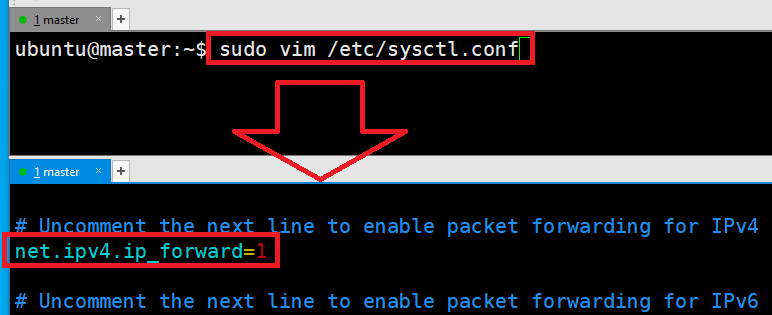 1 master × +
ubuntu@master:~$ sudo vim /etc/sysctl.conf
1 master × +
# Uncomment the next line to enable packet forwarding for IPv4
net.ipv4.ip_forward=1
# Uncomment the next line to enable packet forwarding for IPv6